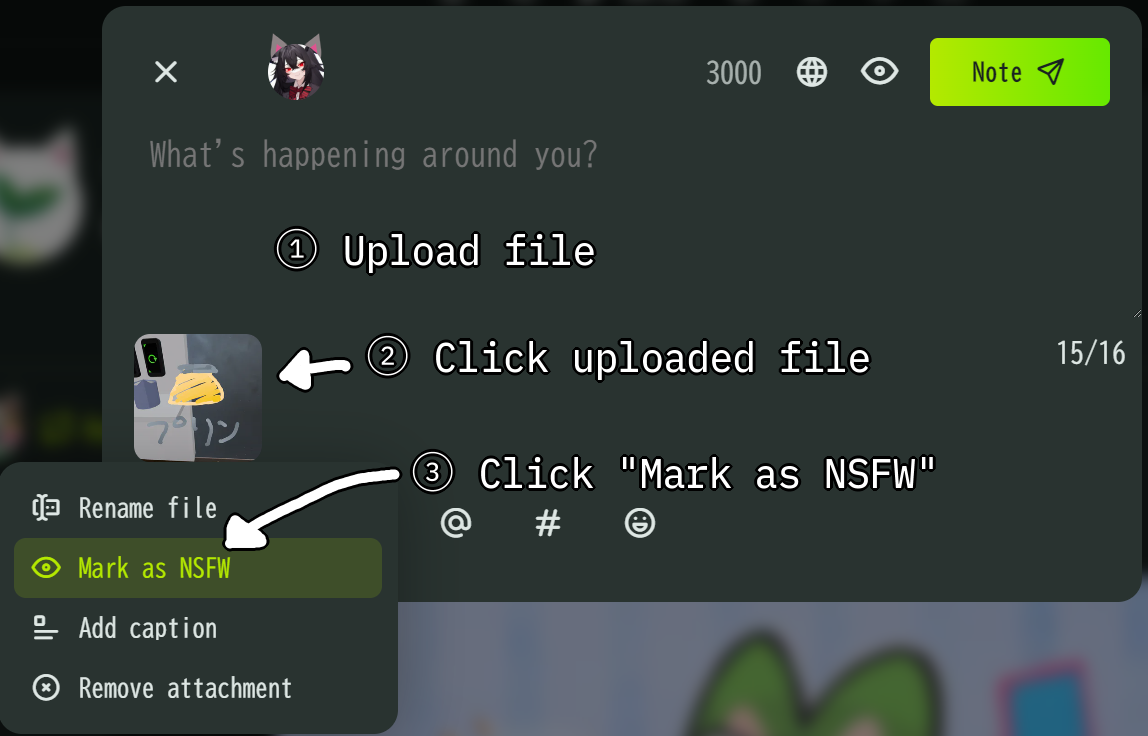 3000 Note
What's happening around you?
① Upload file
② Click uploaded file
15/16
プリン
③ Click "Mark as NSFW"
Rename file
Mark as NSFW
Add caption
Remove attachment